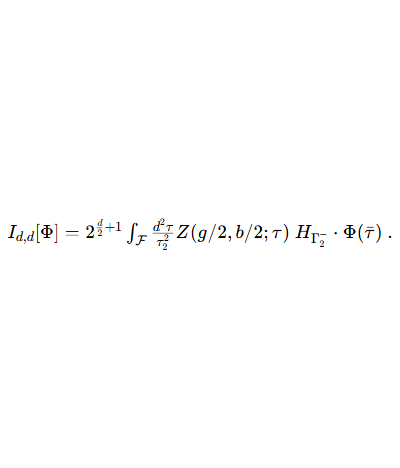 $I_{d,d}[\Phi] = 2^{\frac{d}{2}+1} \int_{\mathcal{F}} \frac{d^2\tau}{\tau_2^2} Z(g/2, b/2; \tau) \; H_{\Gamma_2^-} \cdot \Phi(\bar{\tau}) \; .$